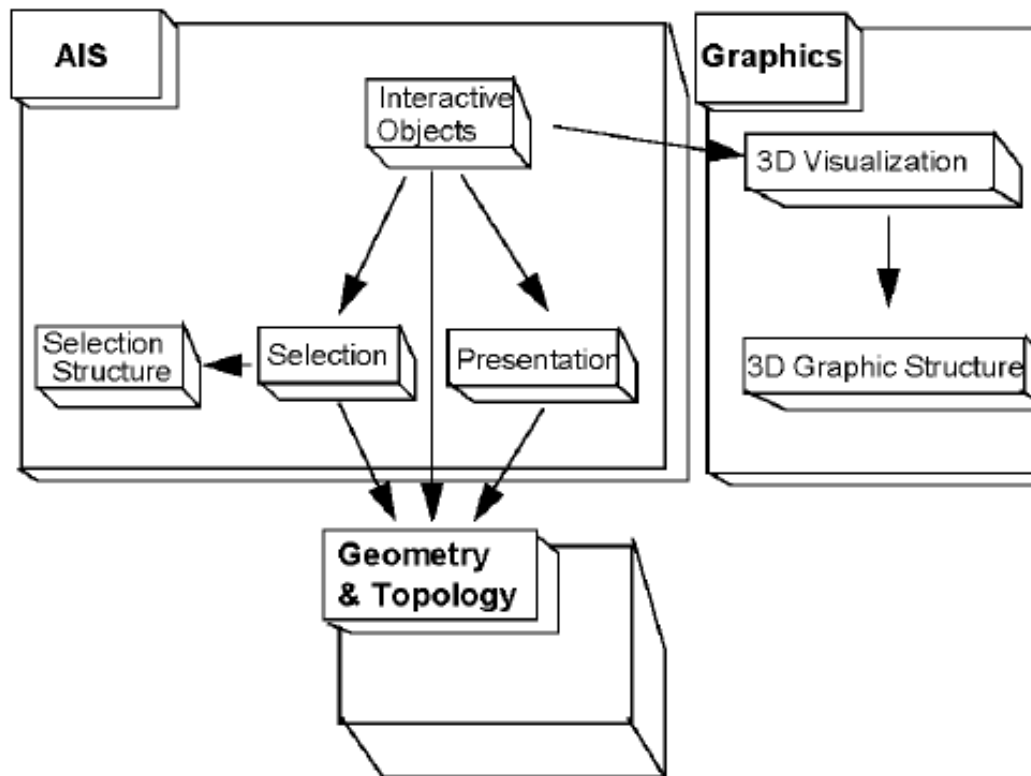 AIS
Graphics
Interactive
Objects
3D Visualization
Selection
Structure
Selection
Presentation
3D Graphic Structure
Geometry
& Topology